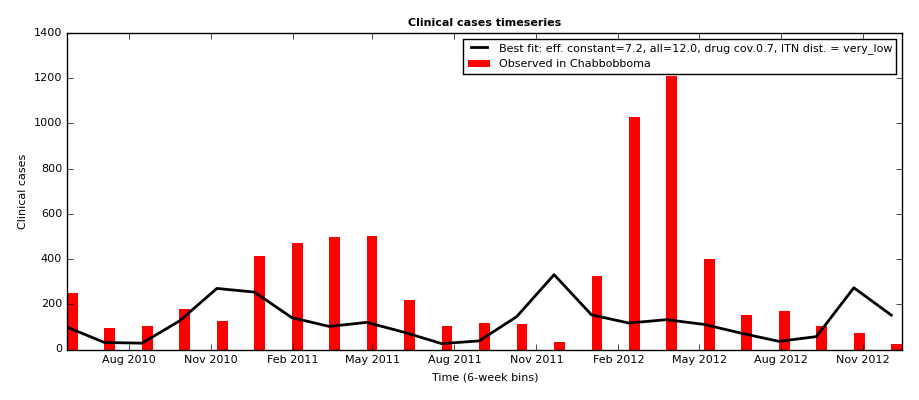 Clinical cases timeseries
Best fit: eff. constant=7.2, all=12.0, drug cov.0.7, ITN dist. = very_low
Observed in Chabbobboma
Clinical cases
1400
1200
1000
800
600
400
200
0
Aug 2010 Nov 2010 Feb 2011 May 2011 Aug 2011 Nov 2011 Feb 2012 May 2012 Aug 2012 Nov 2012
Time (6-week bins)